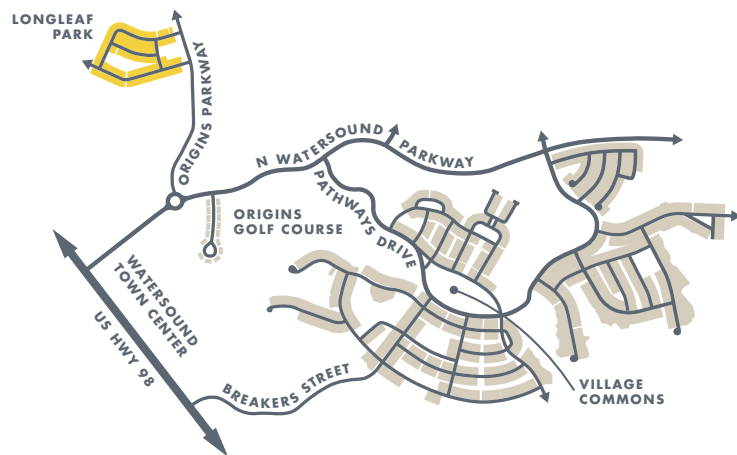 LONGLEAF
PARK
ORIGINS PARKWAY
N WATERSOUND PARKWAY
PATHWAYS DRIVE
ORIGINS
GOLF COURSE
WATERSOUND
TOWN CENTER
US HWY 98
BREAKERS STREET
VILLAGE
COMMONS